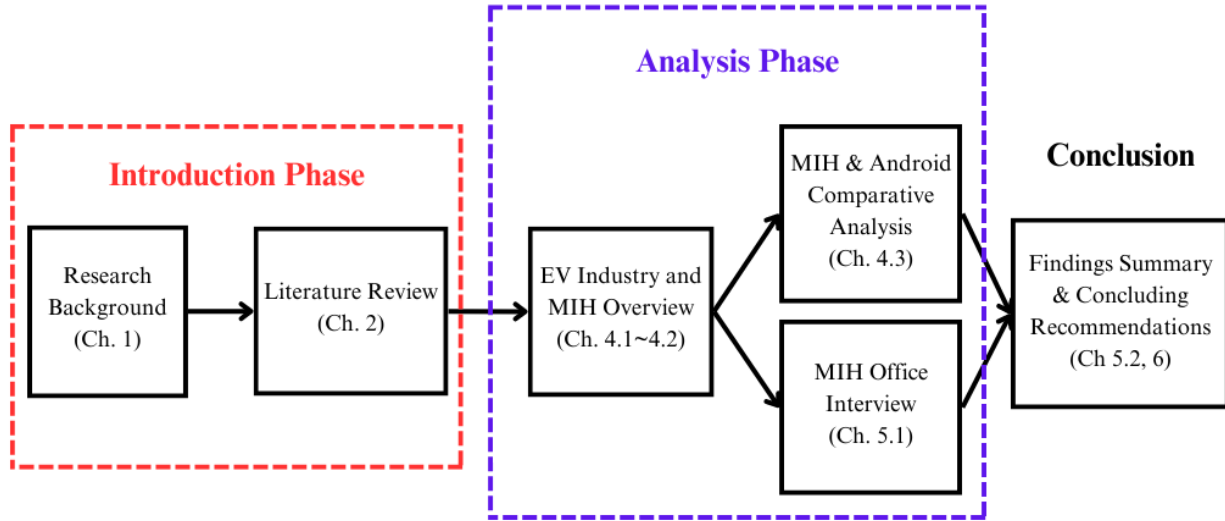 Introduction Phase
Research
Background
(Ch. 1)
Literature Review
(Ch. 2)
Analysis Phase
EV Industry and
MIH Overview
(Ch. 4.1~4.2)
MIH & Android
Comparative
Analysis
(Ch. 4.3)
MIH Office
Interview
(Ch. 5.1)
Conclusion
Findings Summary
& Concluding
Recommendations
(Ch 5.2, 6)